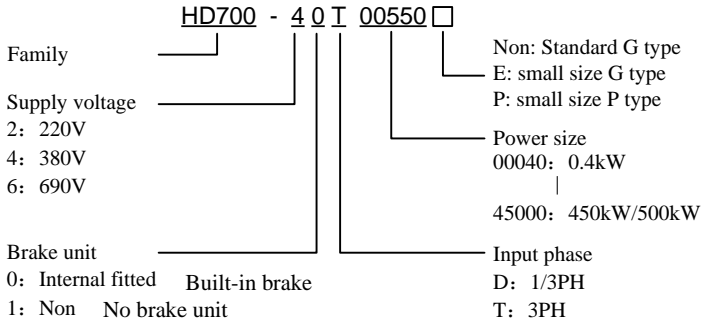 HD700 - 4 0 T 00550 □
Family
Supply voltage
2：220V
4：380V
6：690V
Brake unit
0：Internal fitted Built-in brake
1：Non No brake unit
Non: Standard G type
E: small size G type
P: small size P type
Power size
00040：0.4kW
|
45000：450kW/500kW
Input phase
D：1/3PH
T：3PH